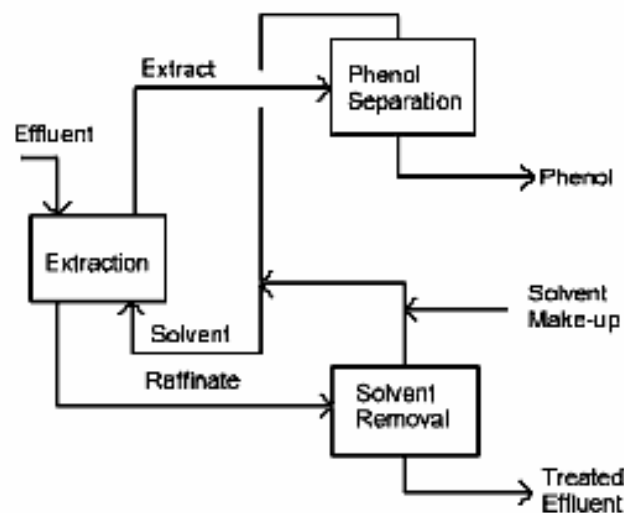 Extract
Phenol
Separation
Effluent
Phenol
Extraction
Solvent
Solvent
Make-up
Raffinate
Solvent
Removal
Treated
Effluent